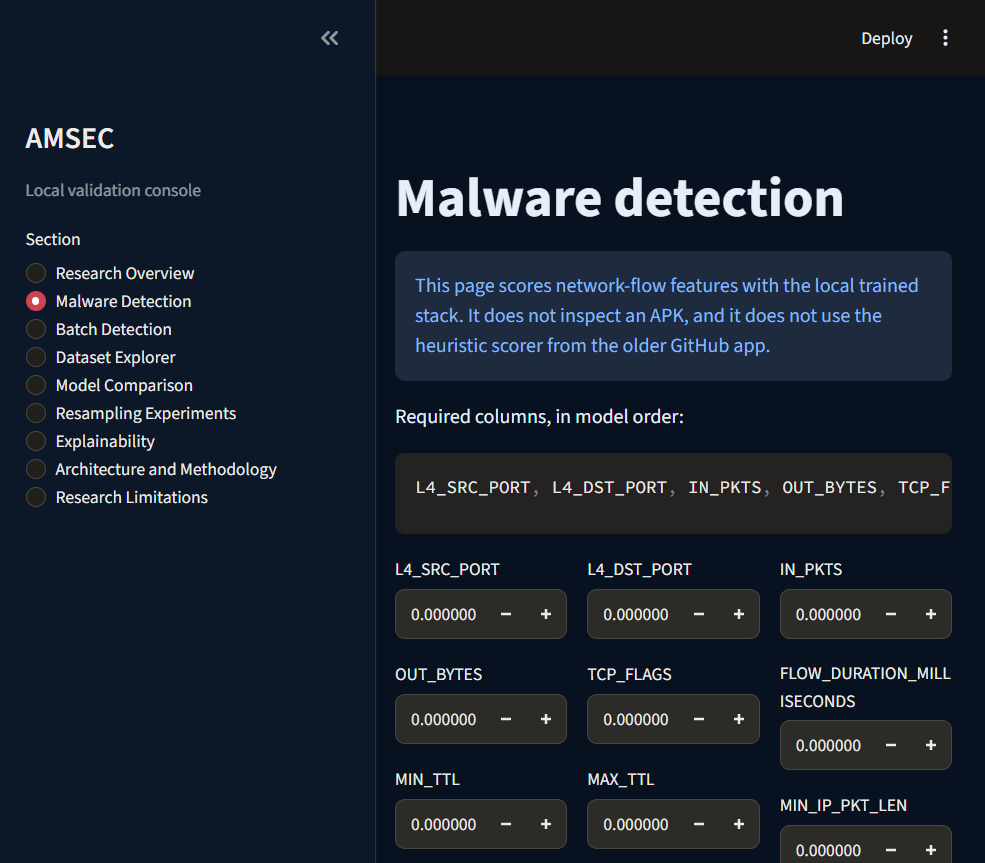 Deploy
AMSEC
Local validation console
Section
Research Overview
Malware Detection
Batch Detection
Dataset Explorer
Model Comparison
Resampling Experiments
Explainability
Architecture and Methodology
Research Limitations
Malware detection
This page scores network-flow features with the local trained
stack. It does not inspect an APK, and it does not use the
heuristic scorer from the older GitHub app.
Required columns, in model order:
L4_SRC_PORT, L4_DST_PORT, IN_PKTS, OUT_BYTES, TCP_F
L4_SRC_PORT L4_DST_PORT IN_PKTS
0.000000 − + 0.000000 − + 0.000000 − +
OUT_BYTES TCP_FLAGS FLOW_DURATION_MILL
ISECONDS
0.000000 − + 0.000000 − + 0.000000 − +
MIN_TTL MAX_TTL MIN_IP_PKT_LEN
0.000000 − + 0.000000 − + 0.000000 − +